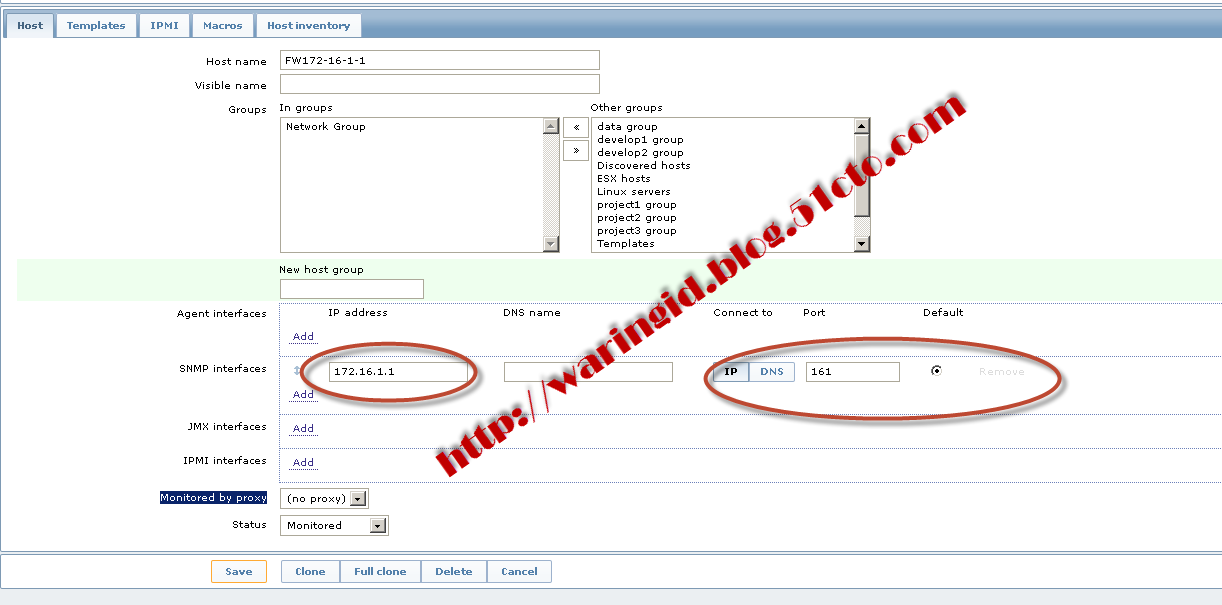 Host Templates IPMI Macros Host inventory
Host name FW172-16-1-1
Visible name
Groups In groups Other groups
Network Group « data group
develop1 group
» develop2 group
Discovered hosts
ESX hosts
Linux servers
project1 group
project2 group
project3 group
Templates
New host group
Agent interfaces IP address DNS name Connect to Port Default
Add
SNMP interfaces 172.16.1.1 IP DNS 161 Remove
Add
JMX interfaces Add
IPMI interfaces Add
Monitored by proxy (no proxy)
Status Monitored
Save Clone Full clone Delete Cancel
http://waringid.blog.51cto.com